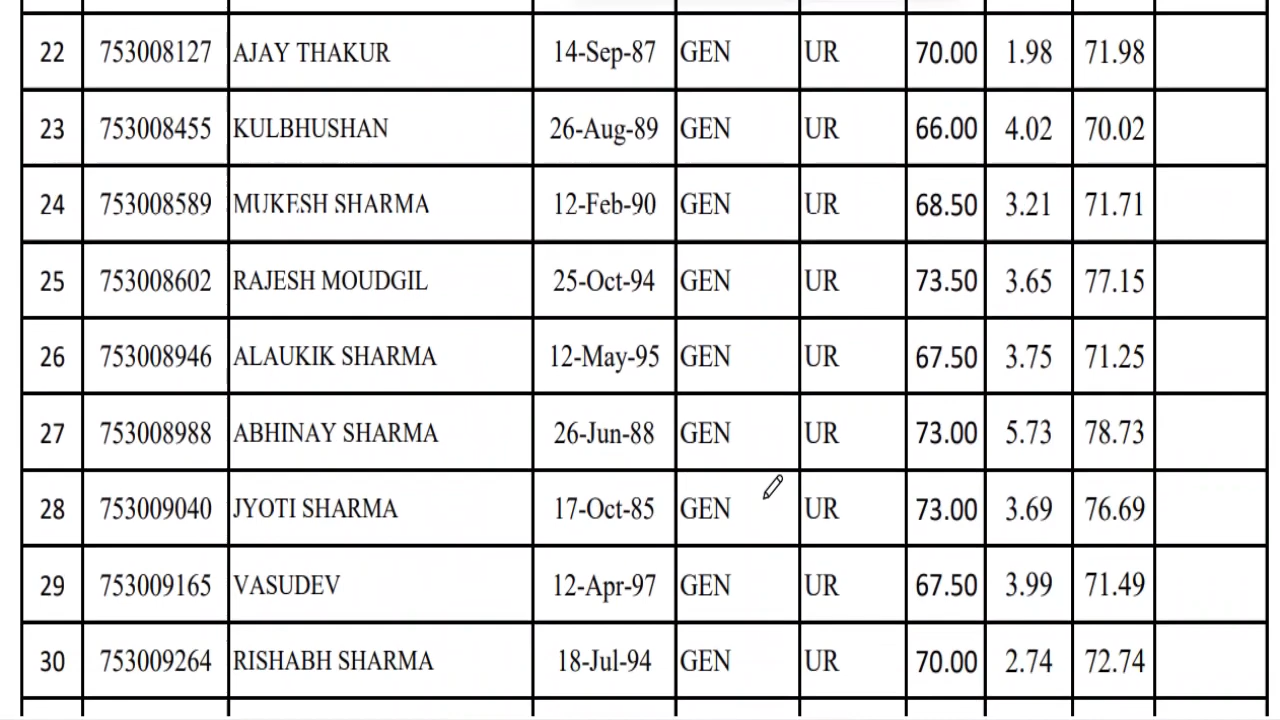 22 753008127 AJAY THAKUR 14-Sep-87 GEN UR 70.00 1.98 71.98
23 753008455 KULBHUSHAN 26-Aug-89 GEN UR 66.00 4.02 70.02
24 753008589 MUKESH SHARMA 12-Feb-90 GEN UR 68.50 3.21 71.71
25 753008602 RAJESH MOUDGIL 25-Oct-94 GEN UR 73.50 3.65 77.15
26 753008946 ALAUKIK SHARMA 12-May-95 GEN UR 67.50 3.75 71.25
27 753008988 ABHINAY SHARMA 26-Jun-88 GEN UR 73.00 5.73 78.73
28 753009040 JYOTI SHARMA 17-Oct-85 GEN UR 73.00 3.69 76.69
29 753009165 VASUDEV 12-Apr-97 GEN UR 67.50 3.99 71.49
30 753009264 RISHABH SHARMA 18-Jul-94 GEN UR 70.00 2.74 72.74